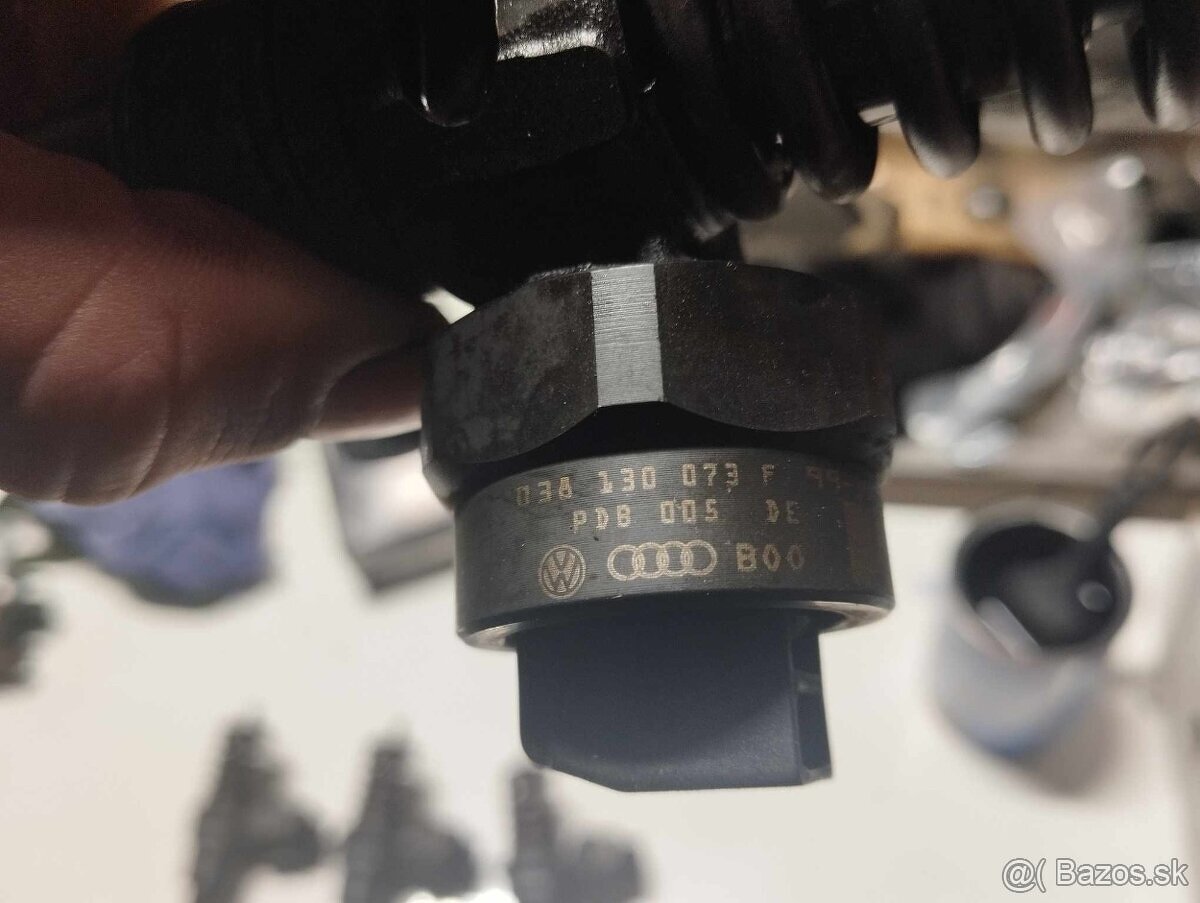 038 130 073 F
PDB 005 DE
B00
@( Bazos.sk